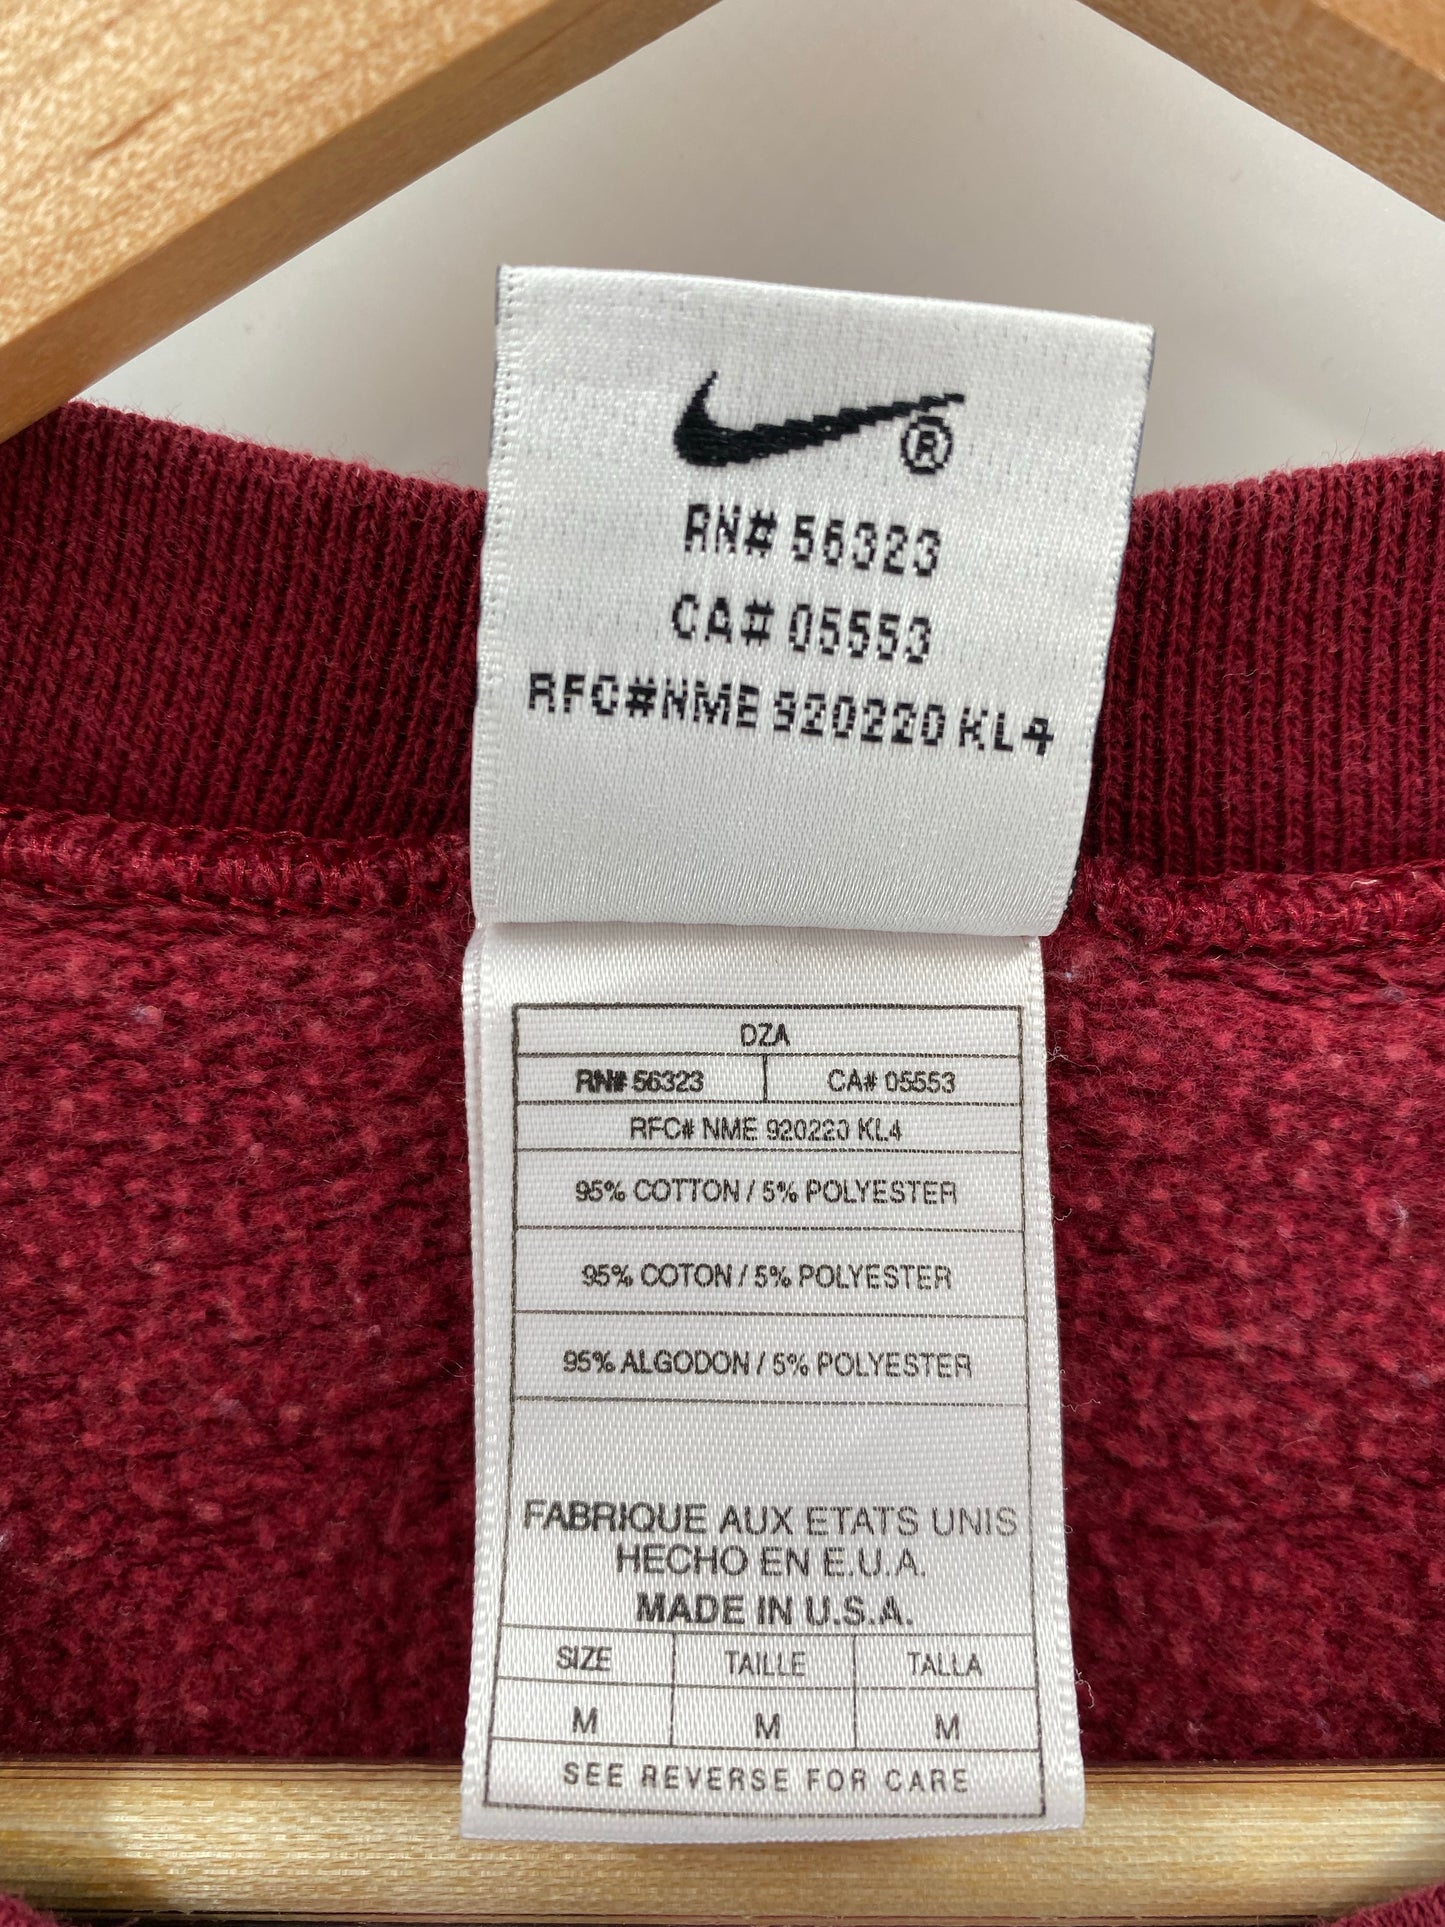 ®
RN# 56323
CA# 05553
RFC#NME 920220 KL4
DZA
RN# 56323 CA# 05553
RFC# NME 920220 KL4
95% COTTON / 5% POLYESTER
95% COTON / 5% POLYESTER
95% ALGODON / 5% POLYESTER
FABRIQUE AUX ETATS UNIS
HECHO EN E.U.A.
MADE IN U.S.A.
SIZE TAILLE TALLA
M M M
SEE REVERSE FOR CARE